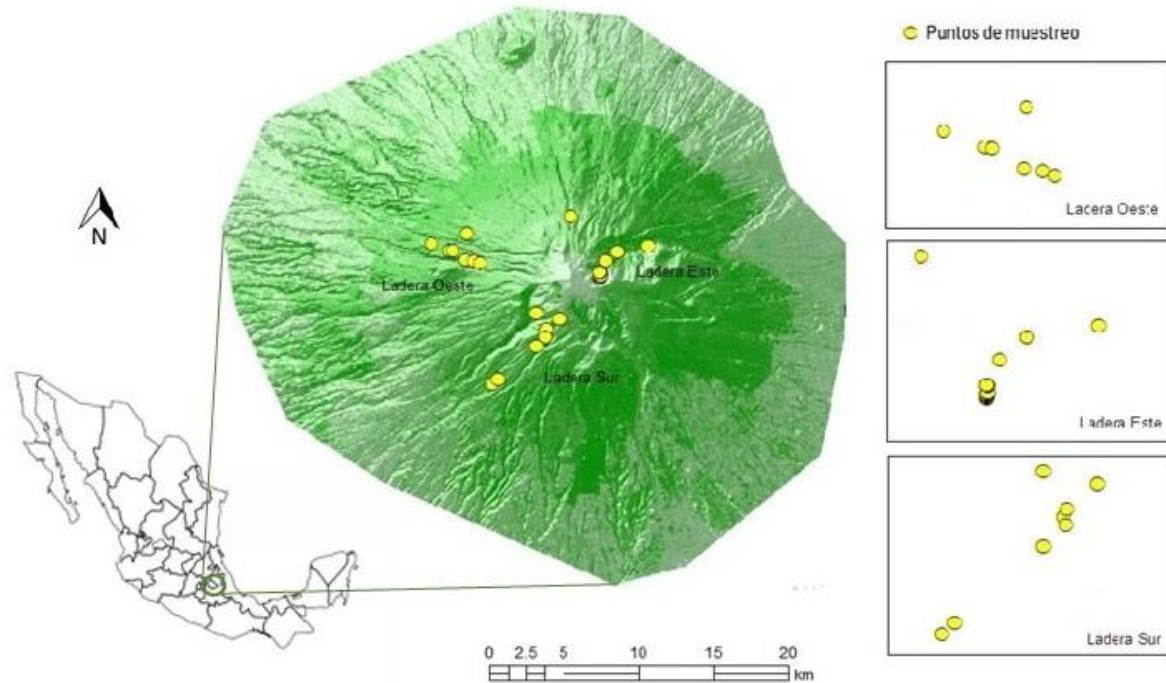 Puntos de muestreo
Lacera Oeste
N
Ladera Este
Ladera Oeste
Ladera Sur
Ladera Este
Ladera Sur
0 2.5 5 10 15 20
km